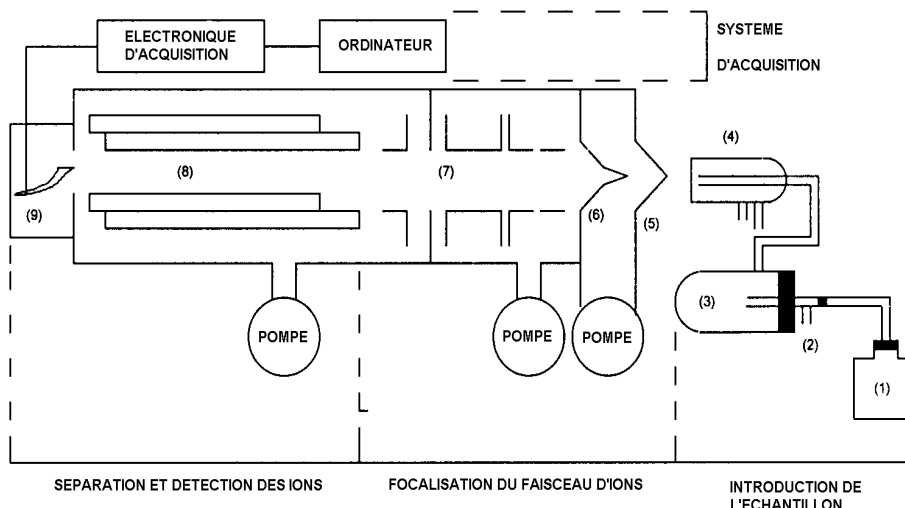 ELECTRONIQUE
D'ACQUISITION
ORDINATEUR
SYSTEME
D'ACQUISITION
(4)
(8)
(7)
(9)
(6)
(5)
(3)
(2)
(1)
POMPE
POMPE
POMPE
SEPARATION ET DETECTION DES IONS
FOCALISATION DU FAISCEAU D'IONS
INTRODUCTION DE
L'ECHANTILLON